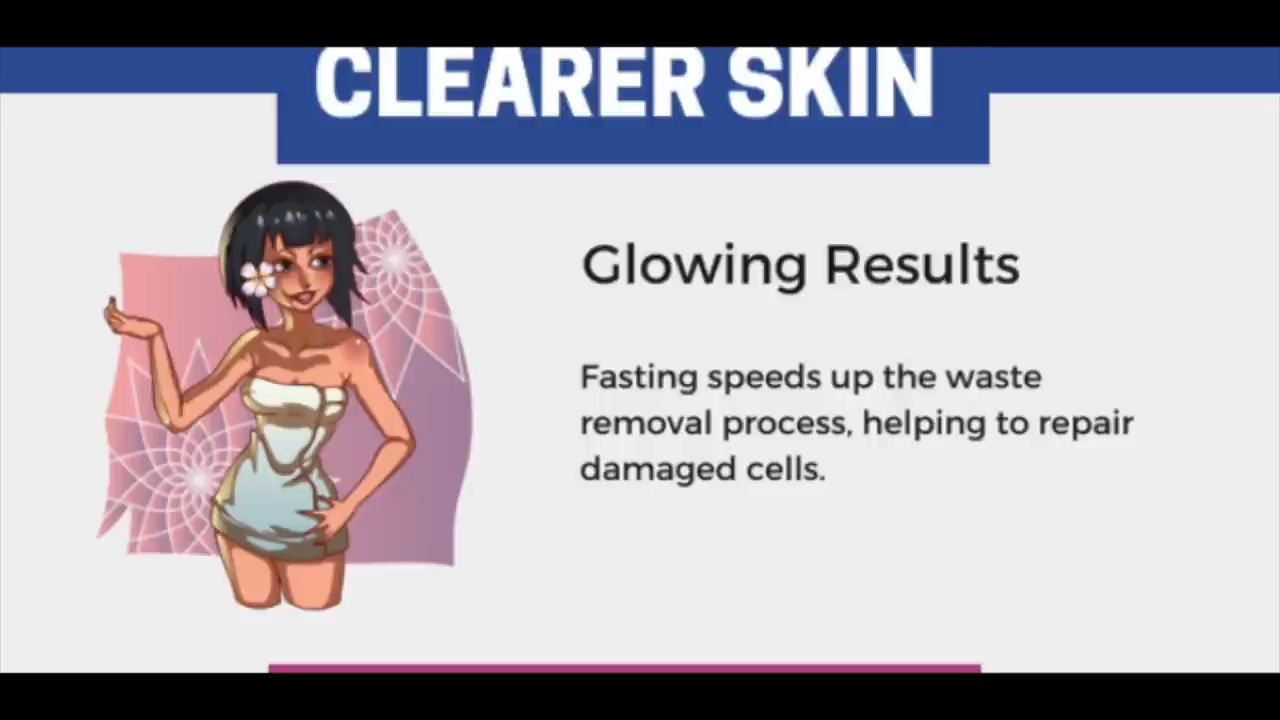 CLEARER SKIN
Glowing Results
Fasting speeds up the waste
removal process, helping to repair
damaged cells.